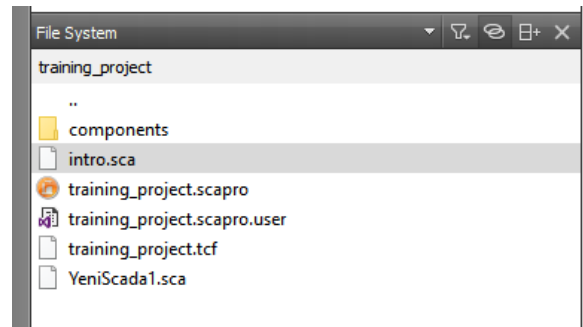 File System
training_project
..
components
intro.sca
training_project.scapro
training_project.scapro.user
training_project.tcf
YeniScada1.sca